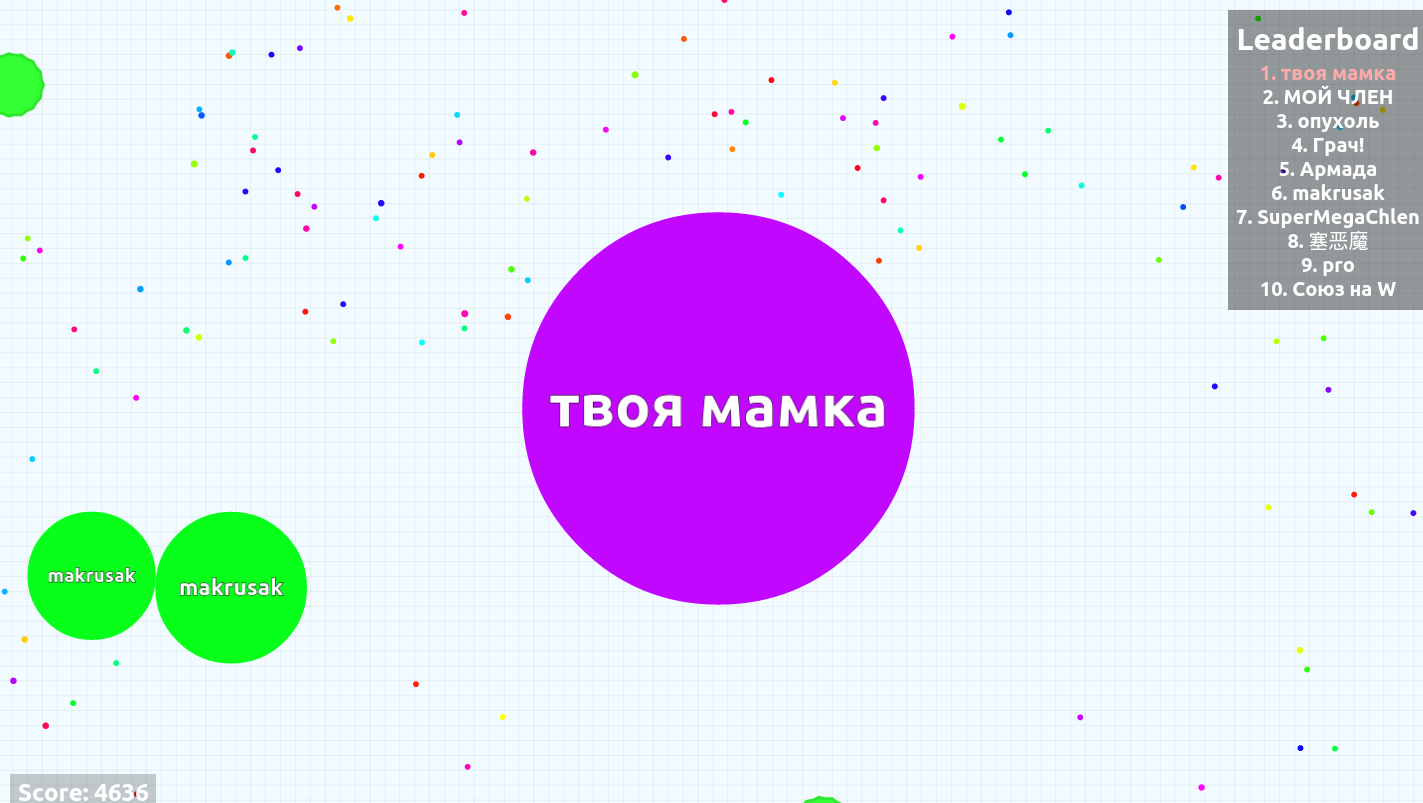 Leaderboard
1. твоя мамка
2. МОЙ ЧЛЕН
3. опухоль
4. Грач!
5. Армада
6. makrusak
7. SuperMegaChlen
8. 塞恶魔
9. pro
10. Союз на W
твоя мамка
makrusak
makrusak
Score: 4636